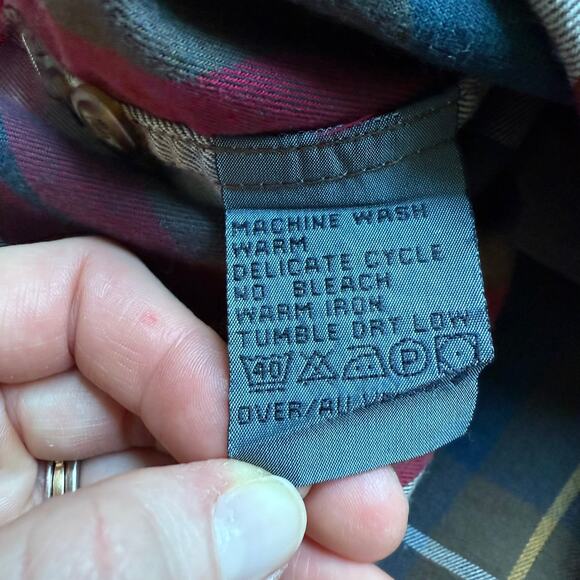 MACHINE WASH
WARM
DELICATE CYCLE
NO BLEACH
WARM IRON
TUMBLE DRY LOW
40 P
OVER/AU